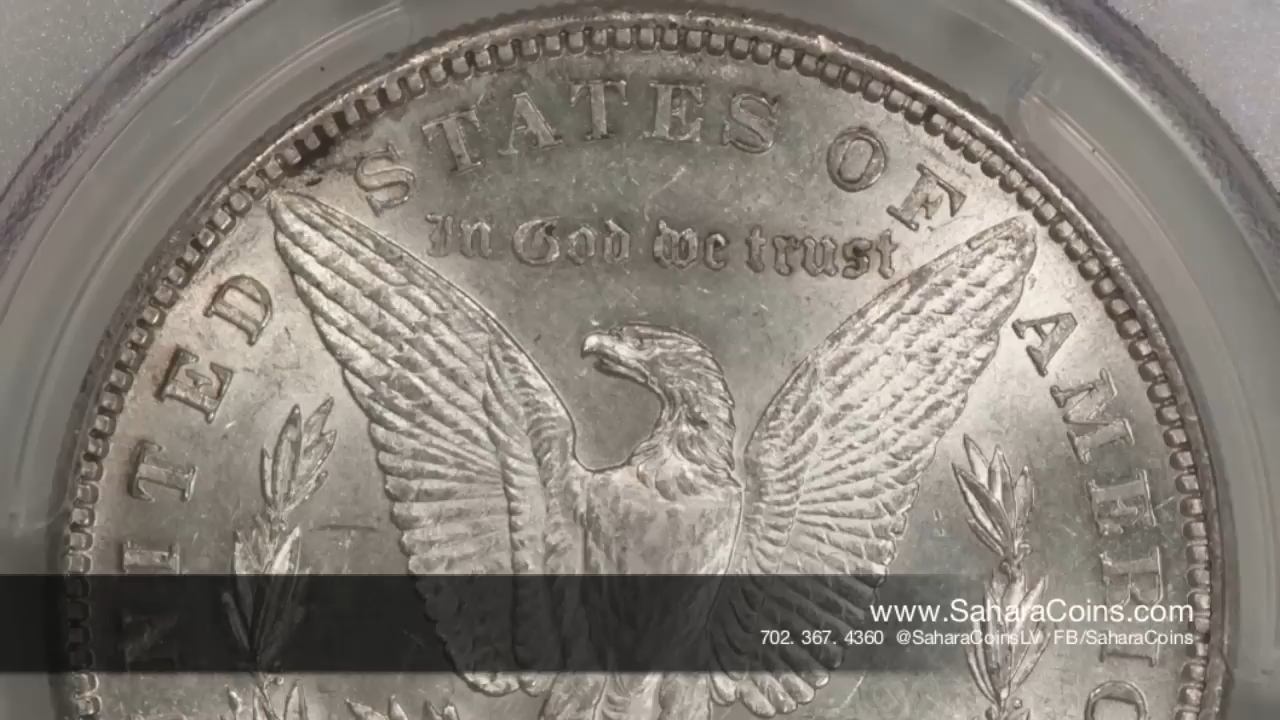 UNITED STATES OF AMERIC
In God we trust
www.SaharaCoins.com
702. 367. 4360 @SaharaCoinsLV FB/SaharaCoins